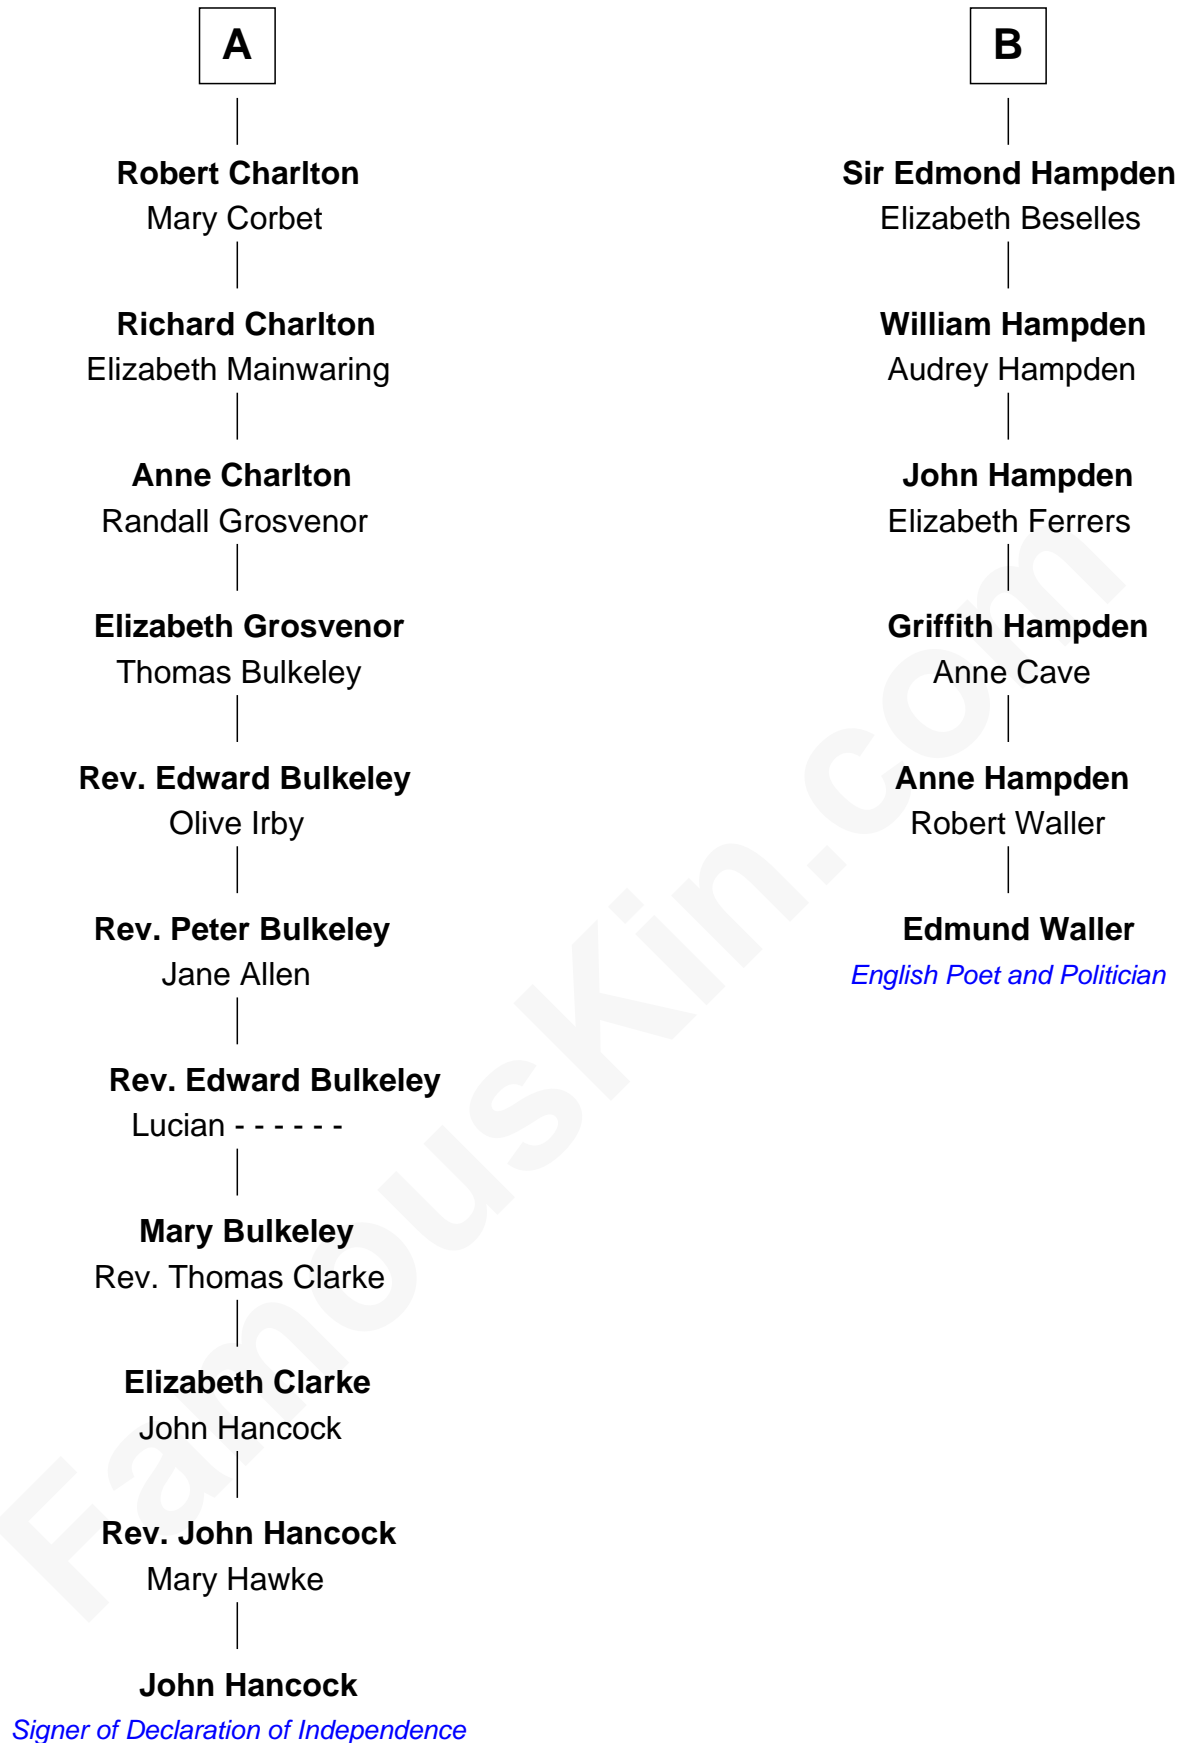 A
Robert Charlton
Mary Corbet
Richard Charlton
Elizabeth Mainwaring
Anne Charlton
Randall Grosvenor
Elizabeth Grosvenor
Thomas Bulkeley
Rev. Edward Bulkeley
Olive Irby
Rev. Peter Bulkeley
Jane Allen
Rev. Edward Bulkeley
Lucian - - - - - -
Mary Bulkeley
Rev. Thomas Clarke
Elizabeth Clarke
John Hancock
Rev. John Hancock
Mary Hawke
John Hancock
Signer of Declaration of Independence
B
Sir Edmond Hampden
Elizabeth Beselles
William Hampden
Audrey Hampden
John Hampden
Elizabeth Ferrers
Griffith Hampden
Anne Cave
Anne Hampden
Robert Waller
Edmund Waller
English Poet and Politician
FamousKin.com